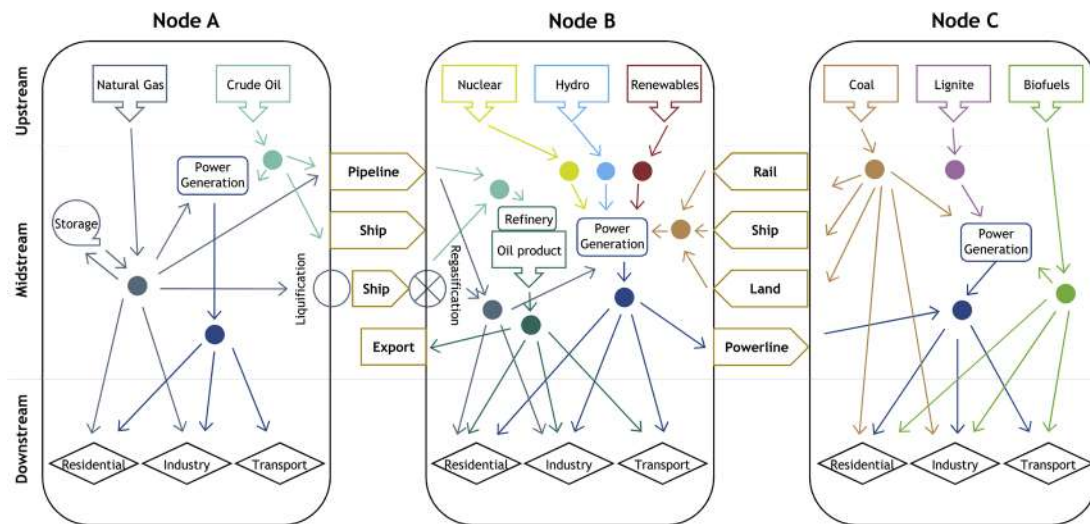 Node A
Node B
Node C
Upstream
Natural Gas
Crude Oil
Nuclear
Hydro
Renewables
Coal
Lignite
Biofuels
Midstream
Power
Generation
Storage
Liquification
Pipeline
Ship
Ship
Export
Regasification
Refinery
Oil product
Power
Generation
Rail
Ship
Land
Powerline
Power
Generation
Downstream
Residential
Industry
Transport
Residential
Industry
Transport
Residential
Industry
Transport